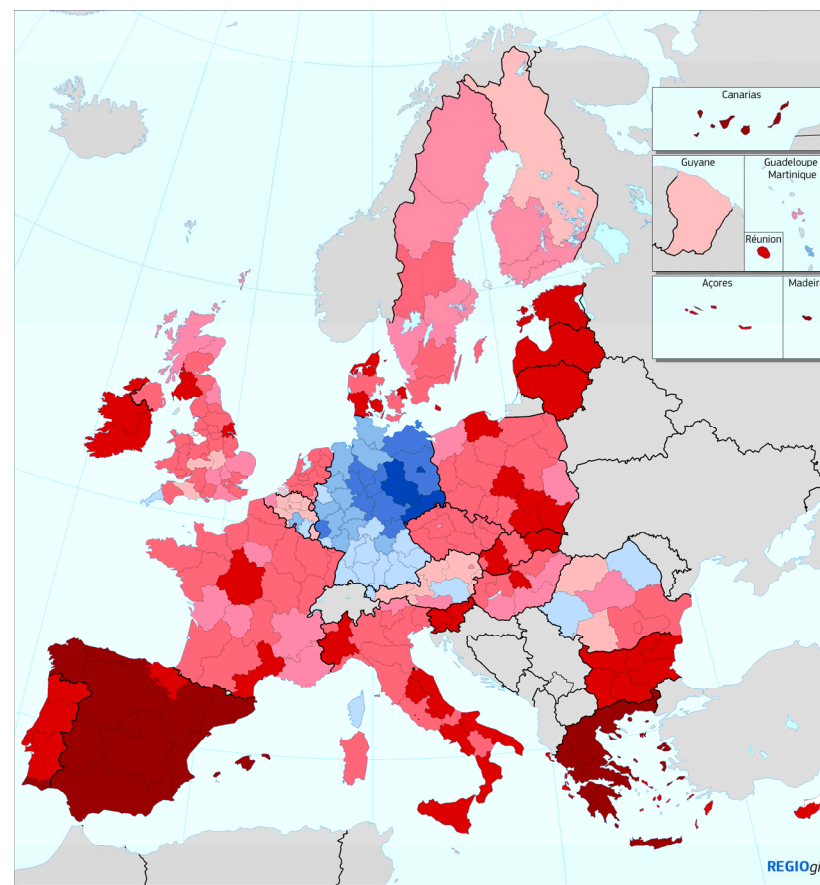 Canarias
Guyane
Guadeloupe
Martinique
Réunion
Açores
Madeir
REGIOgi